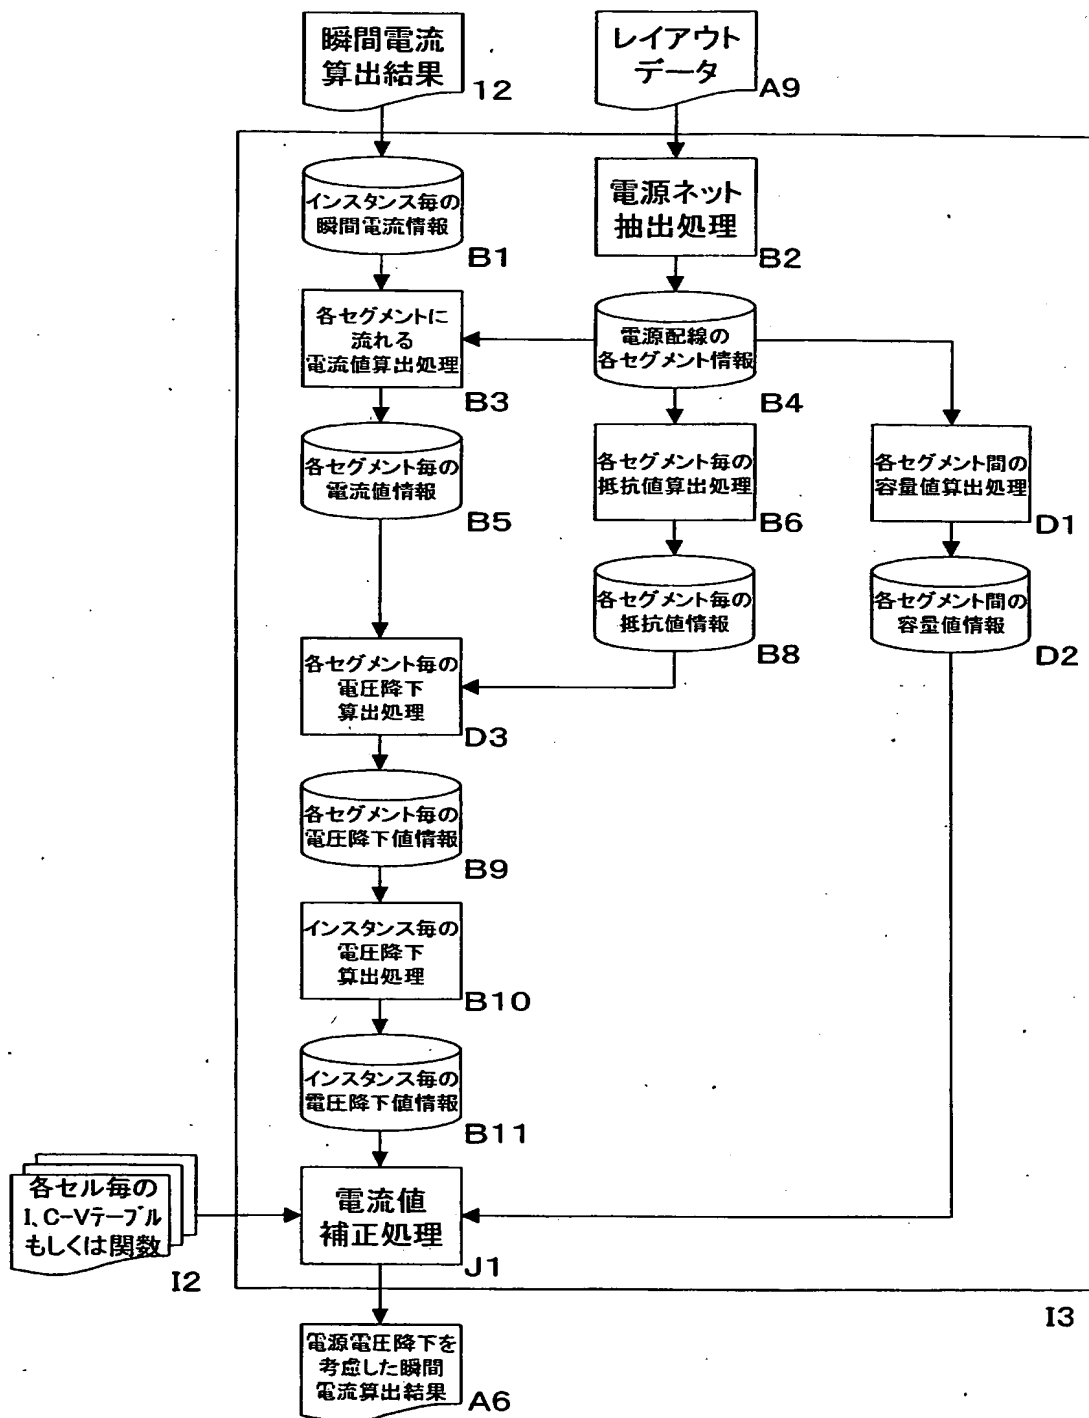 瞬間電流
算出結果
12
レイアウト
データ
A9
インスタンス毎の
瞬間電流情報
B1
電源ネット
抽出処理
B2
各セグメントに
流れる
電流値算出処理
B3
電源配線の
各セグメント情報
B4
各セグメント毎の
電流値情報
B5
各セグメント毎の
抵抗値算出処理
B6
各セグメント間の
容量値算出処理
D1
各セグメント毎の
抵抗値情報
B8
各セグメント間の
容量値情報
D2
各セグメント毎の
電圧降下
算出処理
D3
各セグメント毎の
電圧降下値情報
B9
インスタンス毎の
電圧降下
算出処理
B10
インスタンス毎の
電圧降下値情報
B11
各セル毎の
I、C-Vテーブル
もしくは関数
I2
電流値
補正処理
J1
I3
電源電圧降下を
考慮した瞬間
電流算出結果
A6